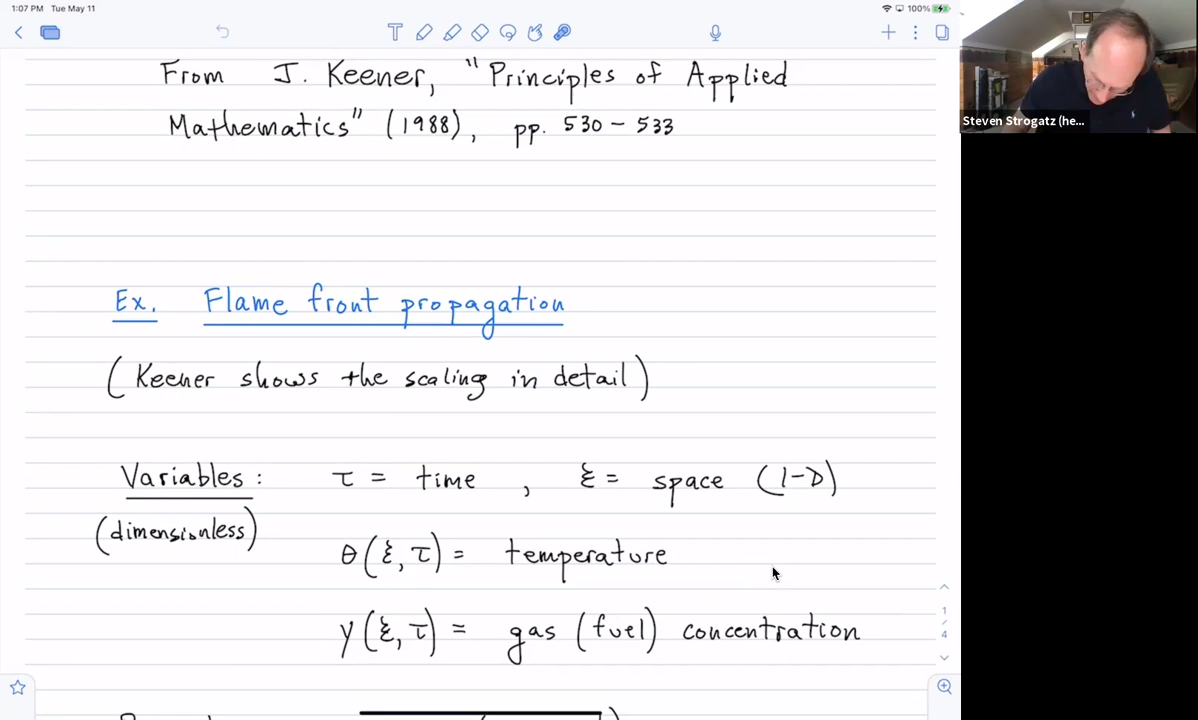 1:07 PM Tue May 11
100%
From J. Keener, "Principles of Applied
Mathematics" (1988), pp. 530 - 533
Steven Strogatz (he...
Ex. Flame front propagation
(Keener shows the scaling in detail)
Variables: τ = time, ξ = space (1-D)
(dimensionless)
θ(ξ, τ) = temperature
y(ξ, τ) = gas (fuel) concentration
1
/
4